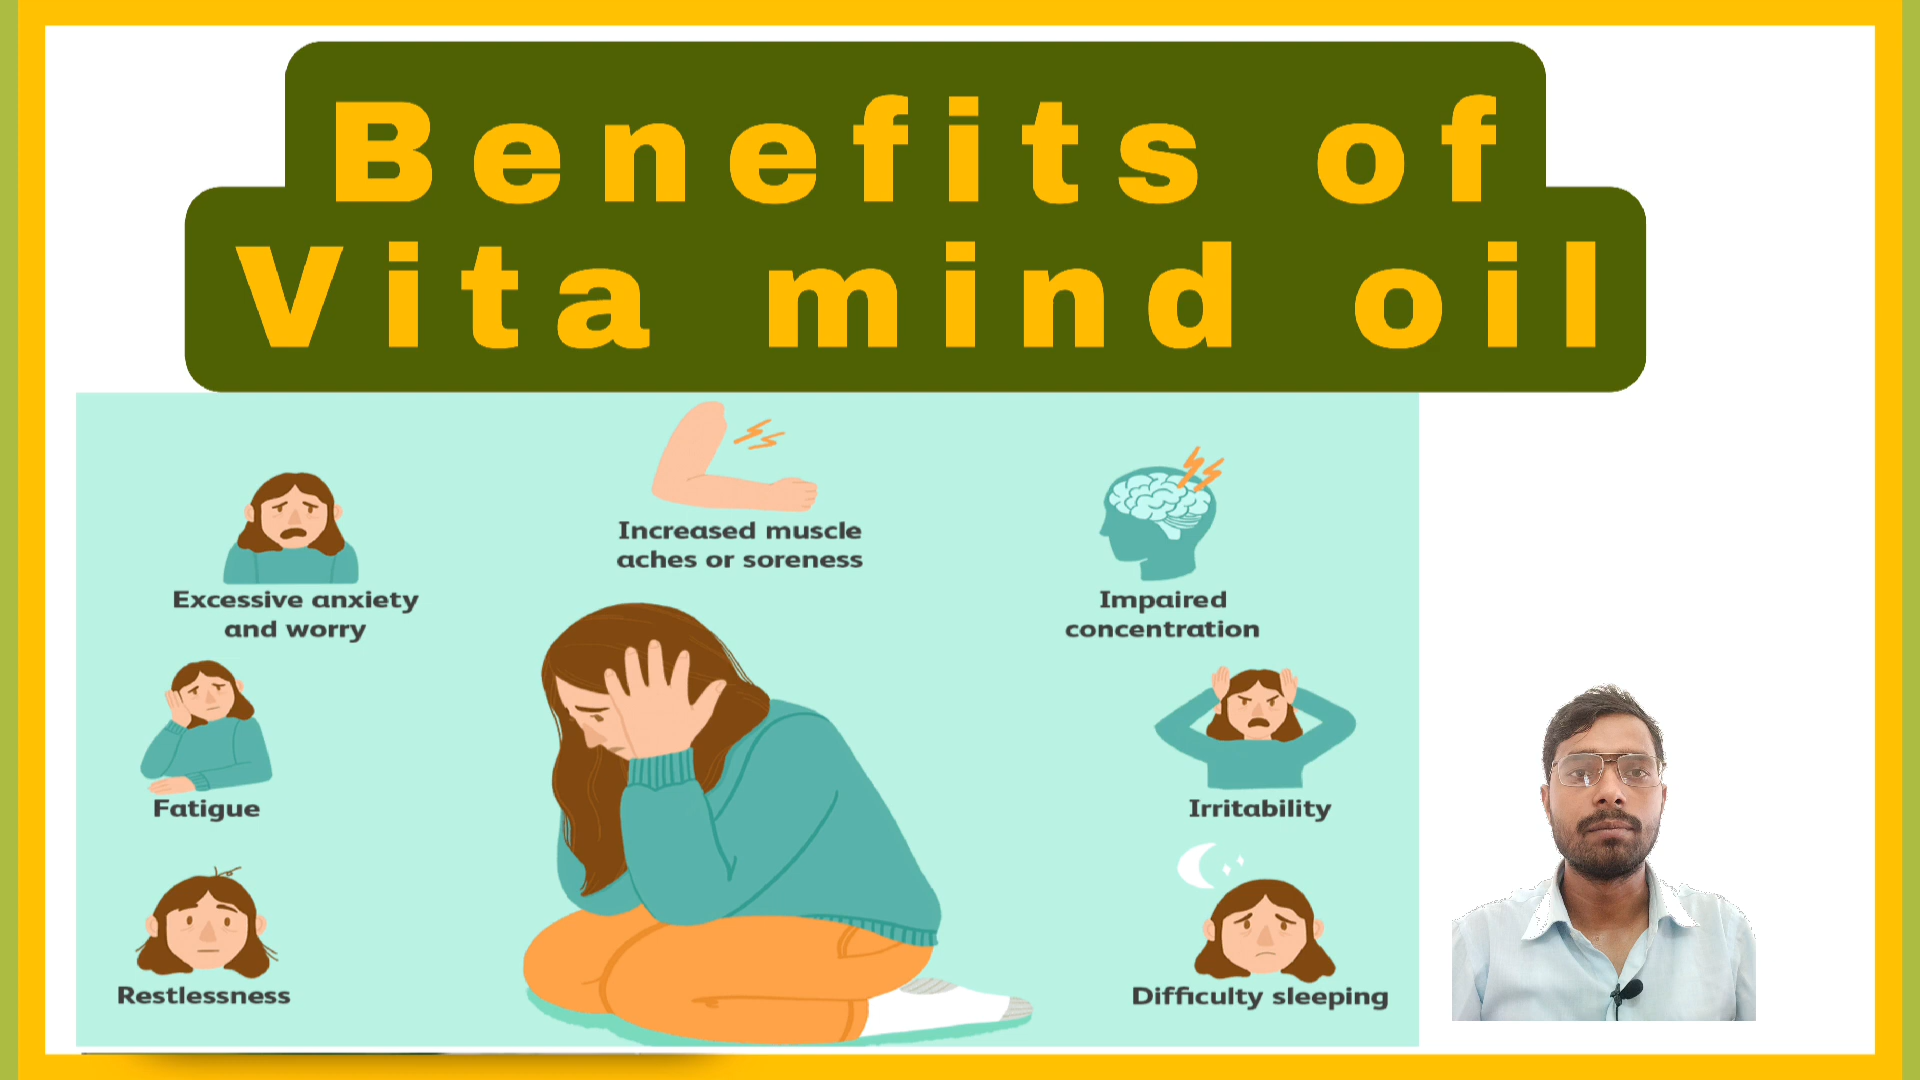 Benefits of
Vita mind oil
Increased muscle
aches or soreness
Excessive anxiety
and worry
Impaired
concentration
Fatigue
Irritability
Restlessness
Difficulty sleeping